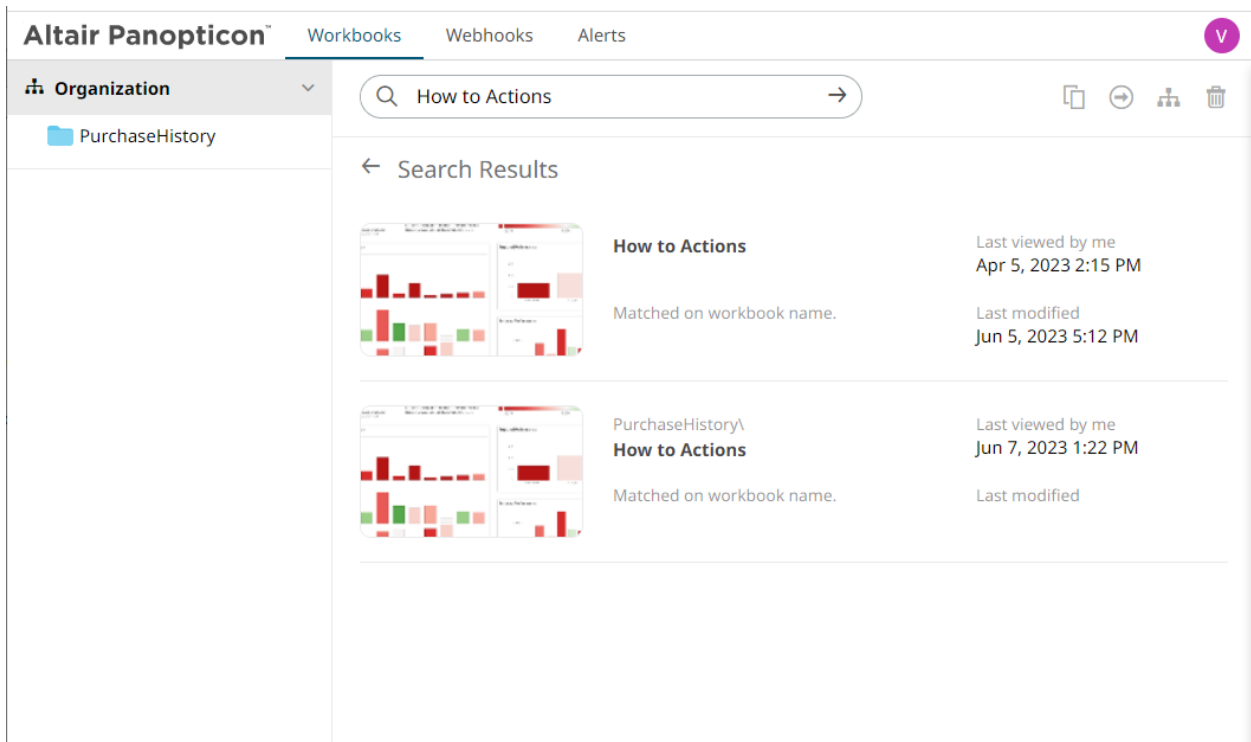 Altair Panopticon™ Workbooks Webhooks Alerts V
Organization
PurchaseHistory
How to Actions
Search Results
How to Actions
Matched on workbook name.
Last viewed by me
Apr 5, 2023 2:15 PM
Last modified
Jun 5, 2023 5:12 PM
PurchaseHistory\
How to Actions
Matched on workbook name.
Last viewed by me
Jun 7, 2023 1:22 PM
Last modified